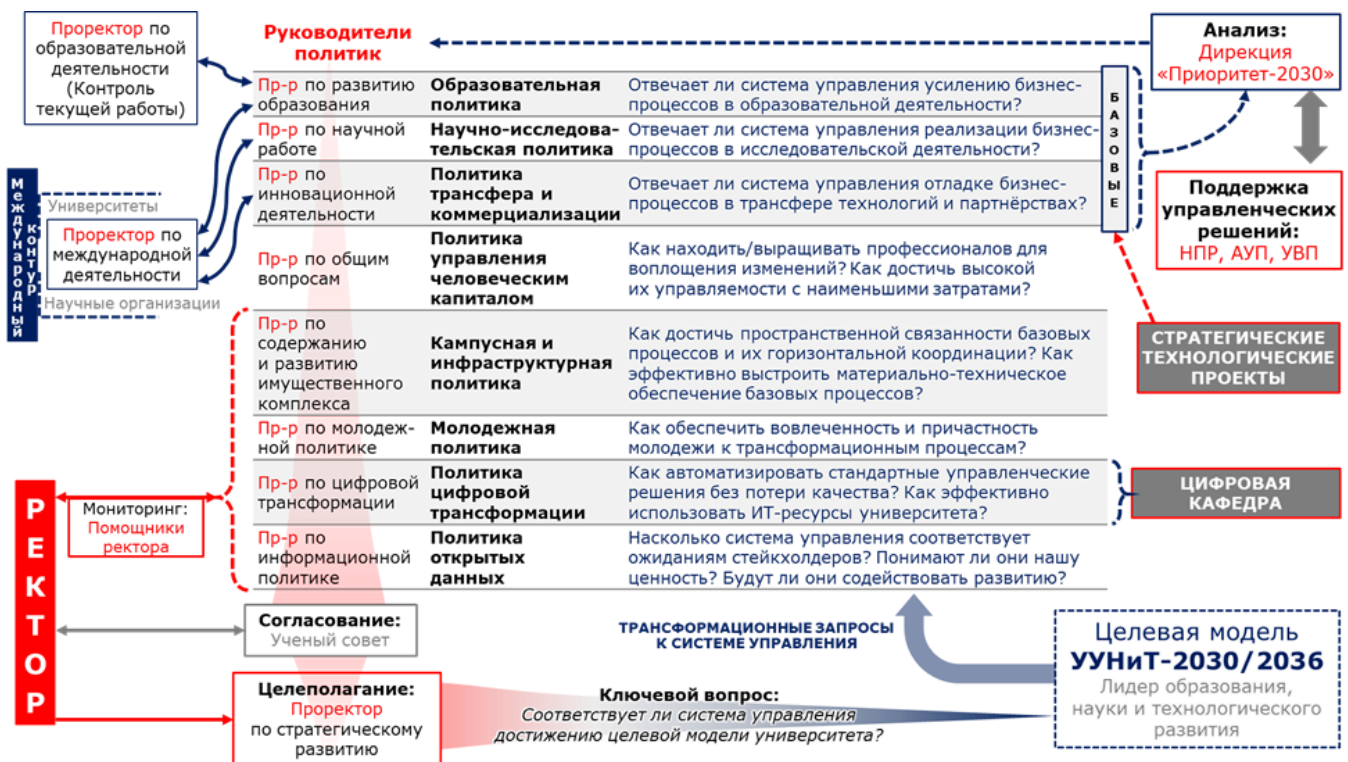 Проректор по
образовательной
деятельности
(Контроль
текущей работы)
Руководители
политик
Анализ:
Дирекция
«Приоритет-2030»
Пр-р по развитию
образования
Образовательная
политика
Отвечает ли система управления усилению бизнес-
процессов в образовательной деятельности?
Пр-р по научной
работе
Научно-исследова-
тельская политика
Отвечает ли система управления реализации бизнес-
процессов в исследовательской деятельности?
Пр-р по
инновационной
деятельности
Политика
трансфера и
коммерциализации
Отвечает ли система управления отладке бизнес-
процессов в трансфере технологий и партнёрствах?
БАЗОВЫЕ
Поддержка
управленческих
решений:
НПР, АУП, УВП
Международный
контур
Университеты
Проректор по
международной
деятельности
Научные организации
Пр-р по общим
вопросам
Политика
управления
человеческим
капиталом
Как находить/выращивать профессионалов для
воплощения изменений? Как достичь высокой
их управляемости с наименьшими затратами?
Пр-р по
содержанию
и развитию
имущественного
комплекса
Кампусная и
инфраструктурная
политика
Как достичь пространственной связанности базовых
процессов и их горизонтальной координации? Как
эффективно выстроить материально-техническое
обеспечение базовых процессов?
СТРАТЕГИЧЕСКИЕ
ТЕХНОЛОГИЧЕСКИЕ
ПРОЕКТЫ
Пр-р по молодеж-
ной политике
Молодежная
политика
Как обеспечить вовлеченность и причастность
молодежи к трансформационным процессам?
Пр-р по цифровой
трансформации
Политика
цифровой
трансформации
Как автоматизировать стандартные управленческие
решения без потери качества? Как эффективно
использовать ИТ-ресурсы университета?
ЦИФРОВАЯ
КАФЕДРА
Пр-р по
информационной
политике
Политика
открытых
данных
Насколько система управления соответствует
ожиданиям стейкхолдеров? Понимают ли они нашу
ценность? Будут ли они содействовать развитию?
РЕКТОР
Мониторинг:
Помощники
ректора
Согласование:
Ученый совет
ТРАНСФОРМАЦИОННЫЕ ЗАПРОСЫ
К СИСТЕМЕ УПРАВЛЕНИЯ
Целевая модель
УУНиТ-2030/2036
Лидер образования,
науки и технологического
развития
Целеполагание:
Проректор
по стратегическому
развитию
Ключевой вопрос:
Соответствует ли система управления
достижению целевой модели университета?